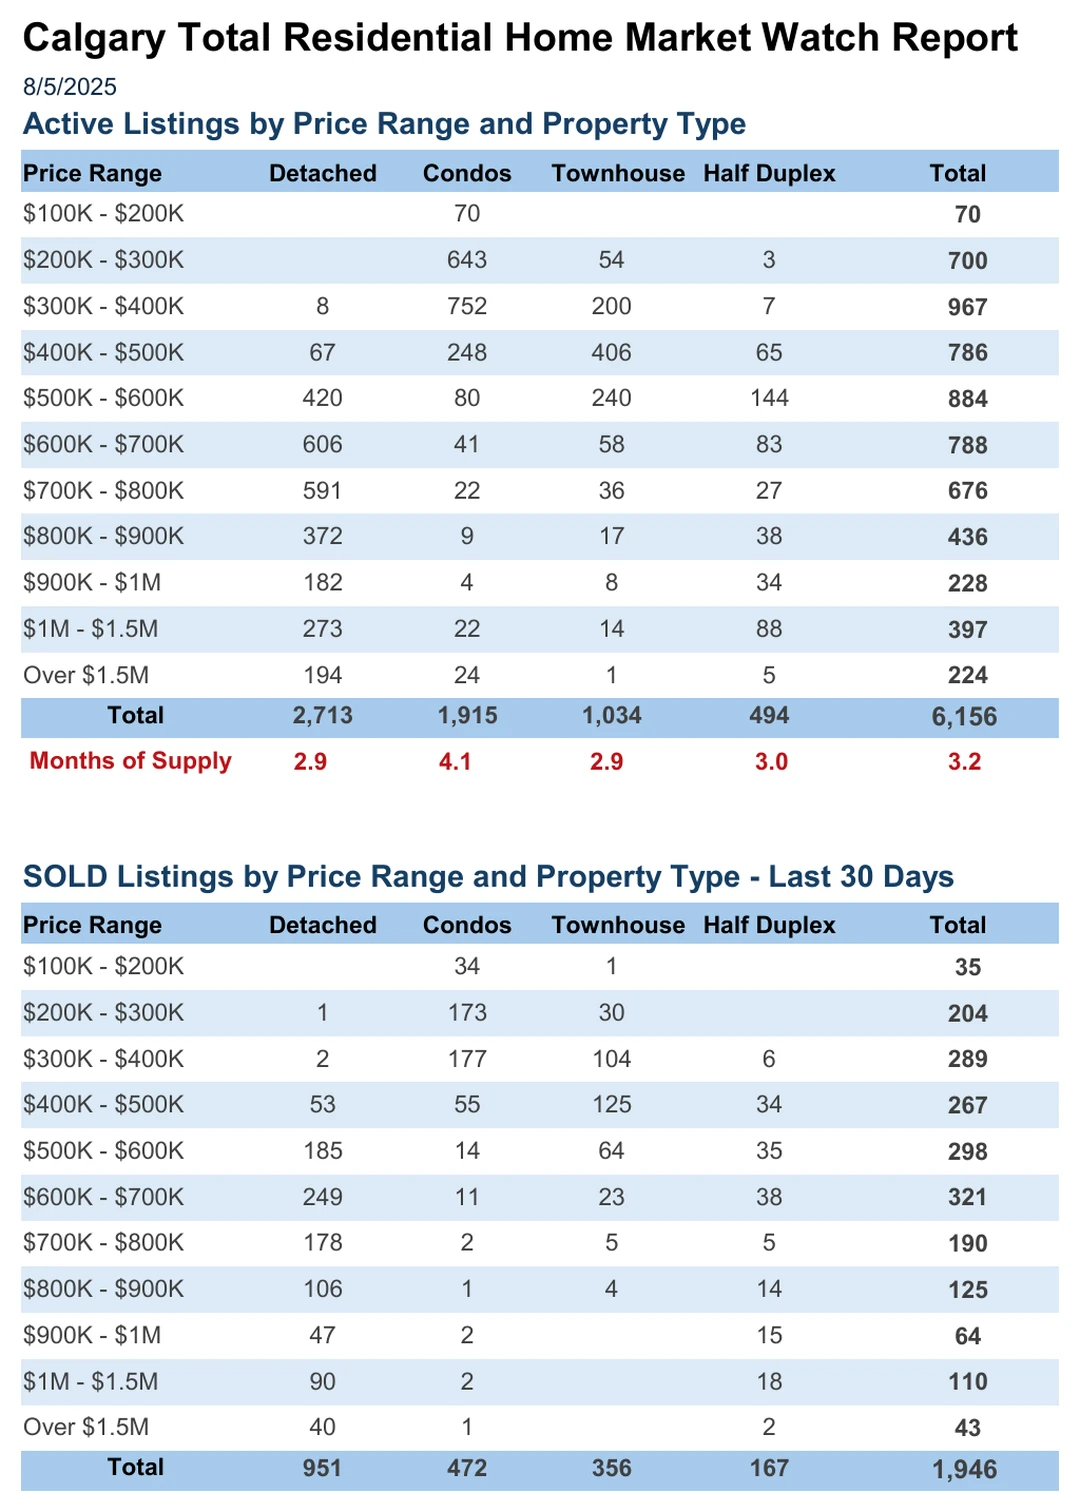 Calgary Total Residential Home Market Watch Report
8/5/2025
Active Listings by Price Range and Property Type
Price Range Detached Condos Townhouse Half Duplex Total
$100K - $200K 70 70
$200K - $300K 643 54 3 700
$300K - $400K 8 752 200 7 967
$400K - $500K 67 248 406 65 786
$500K - $600K 420 80 240 144 884
$600K - $700K 606 41 58 83 788
$700K - $800K 591 22 36 27 676
$800K - $900K 372 9 17 38 436
$900K - $1M 182 4 8 34 228
$1M - $1.5M 273 22 14 88 397
Over $1.5M 194 24 1 5 224
Total 2,713 1,915 1,034 494 6,156
Months of Supply 2.9 4.1 2.9 3.0 3.2
SOLD Listings by Price Range and Property Type - Last 30 Days
Price Range Detached Condos Townhouse Half Duplex Total
$100K - $200K 34 1 35
$200K - $300K 1 173 30 204
$300K - $400K 2 177 104 6 289
$400K - $500K 53 55 125 34 267
$500K - $600K 185 14 64 35 298
$600K - $700K 249 11 23 38 321
$700K - $800K 178 2 5 5 190
$800K - $900K 106 1 4 14 125
$900K - $1M 47 2 15 64
$1M - $1.5M 90 2 18 110
Over $1.5M 40 1 2 43
Total 951 472 356 167 1,946